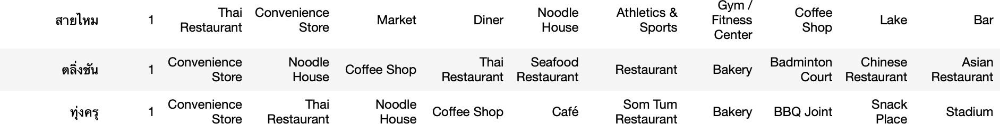 สายไหม 1 Thai Restaurant Convenience Store Market Diner Noodle House Athletics & Sports Gym / Fitness Center Coffee Shop Lake Bar
ตลิ่งชัน 1 Convenience Store Noodle House Coffee Shop Thai Restaurant Seafood Restaurant Restaurant Bakery Badminton Court Chinese Restaurant Asian Restaurant
ทุ่งครุ 1 Convenience Store Thai Restaurant Noodle House Coffee Shop Café Som Tum Restaurant Bakery BBQ Joint Snack Place Stadium